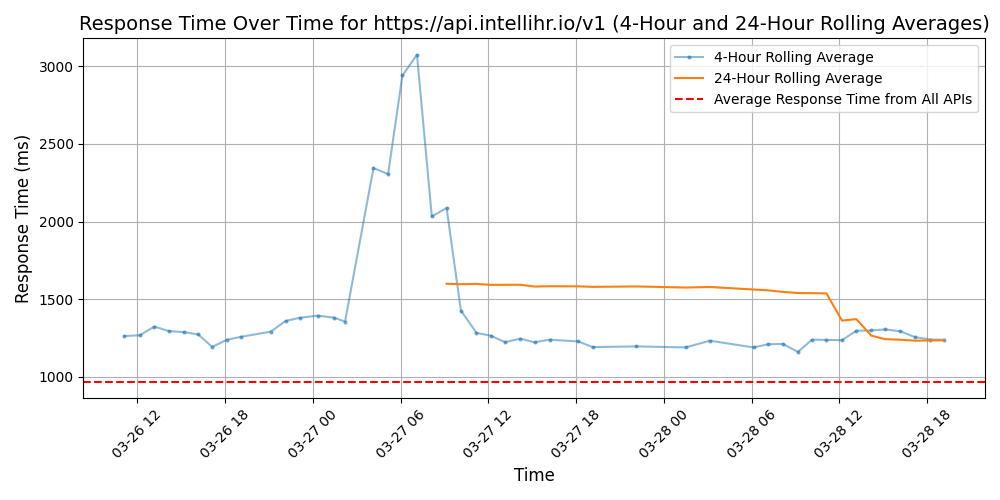 Response Time Over Time for https://api.intellihr.io/v1 (4-Hour and 24-Hour Rolling Averages)
4-Hour Rolling Average
24-Hour Rolling Average
Average Response Time from All APIs
Response Time (ms)
3000
2500
2000
1500
1000
03-26 12
03-26 18
03-27 00
03-27 06
03-27 12
03-27 18
03-28 00
03-28 06
03-28 12
03-28 18
Time